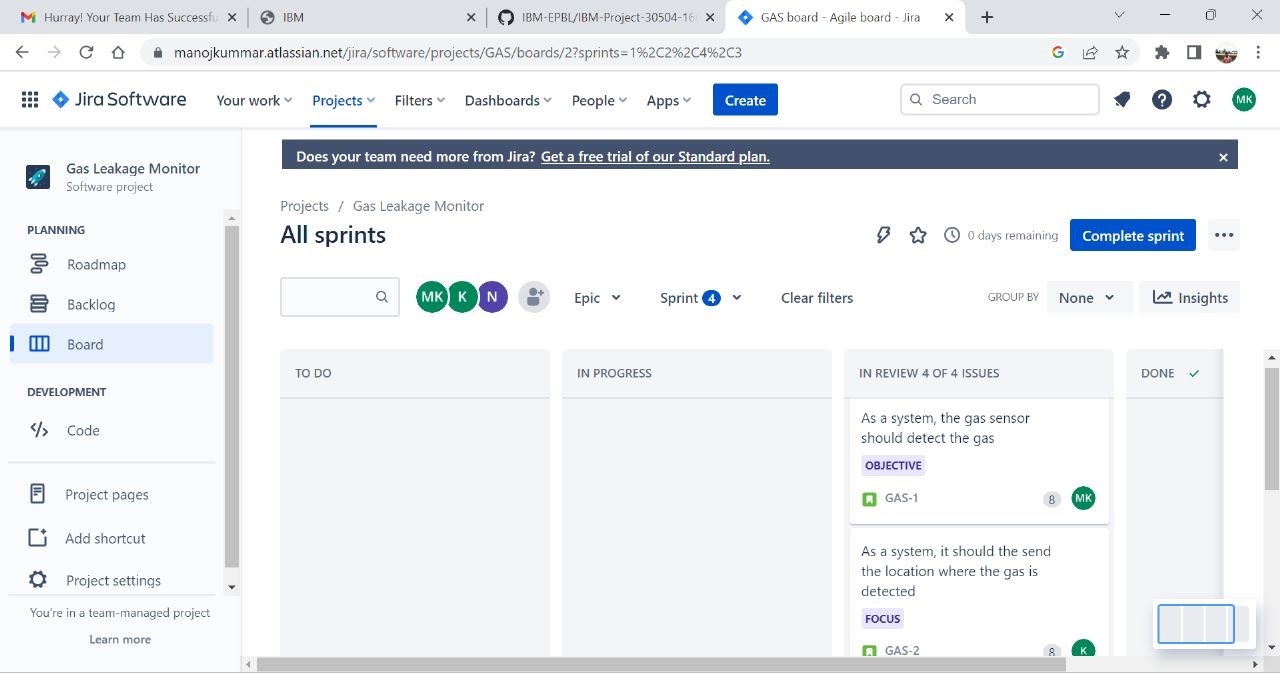 Hurray! Your Team Has Successfu
IBM
IBM-EPBL/IBM-Project-30504-166
GAS board - Agile board - Jira
manojkummar.atlassian.net/jira/software/projects/GAS/boards/2?sprints=1%2C2%2C4%2C3
Jira Software
Your work
Projects
Filters
Dashboards
People
Apps
Create
Search
MK
Gas Leakage Monitor
Software project
PLANNING
Roadmap
Backlog
Board
DEVELOPMENT
Code
Project pages
Add shortcut
Project settings
You're in a team-managed project
Learn more
Does your team need more from Jira? Get a free trial of our Standard plan.
Projects / Gas Leakage Monitor
All sprints
0 days remaining
Complete sprint
MK K N
Epic
Sprint 4
Clear filters
GROUP BY
None
Insights
TO DO
IN PROGRESS
IN REVIEW 4 OF 4 ISSUES
DONE
As a system, the gas sensor
should detect the gas
OBJECTIVE
GAS-1 8 MK
As a system, it should the send
the location where the gas is
detected
FOCUS
GAS-2 8 K